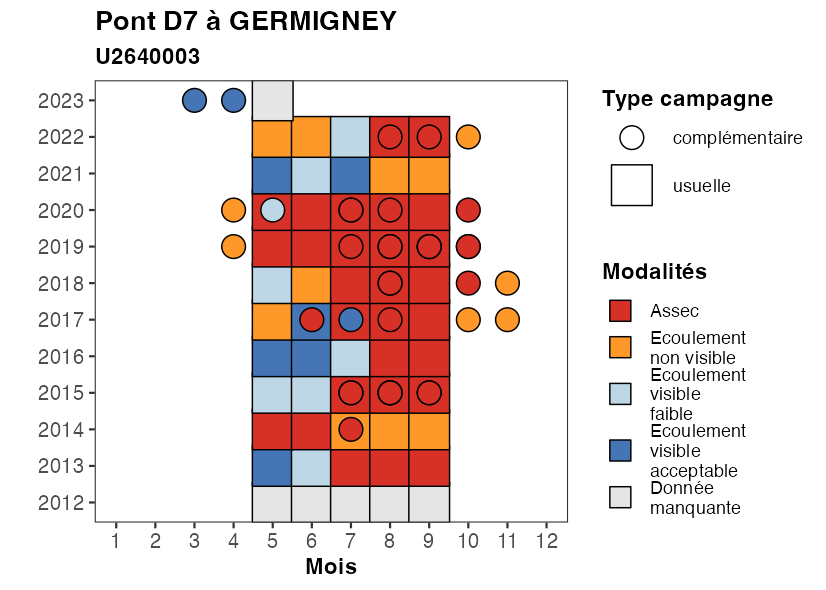 Pont D7 à GERMIGNEY
U2640003
2023
2022
2021
2020
2019
2018
2017
2016
2015
2014
2013
2012
1 2 3 4 5 6 7 8 9 10 11 12
Mois
Type campagne
complémentaire
usuelle
Modalités
Assec
Ecoulement
non visible
Ecoulement
visible
faible
Ecoulement
visible
acceptable
Donnée
manquante